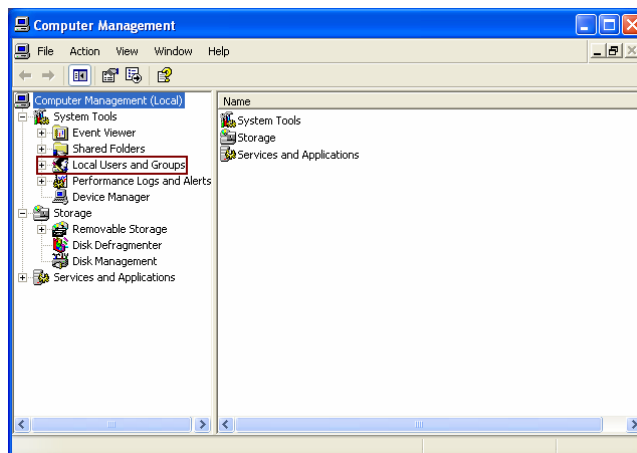 Computer Management
File Action View Window Help
Computer Management (Local)
System Tools
Event Viewer
Shared Folders
Local Users and Groups
Performance Logs and Alerts
Device Manager
Storage
Removable Storage
Disk Defragmenter
Disk Management
Services and Applications
Name
System Tools
Storage
Services and Applications